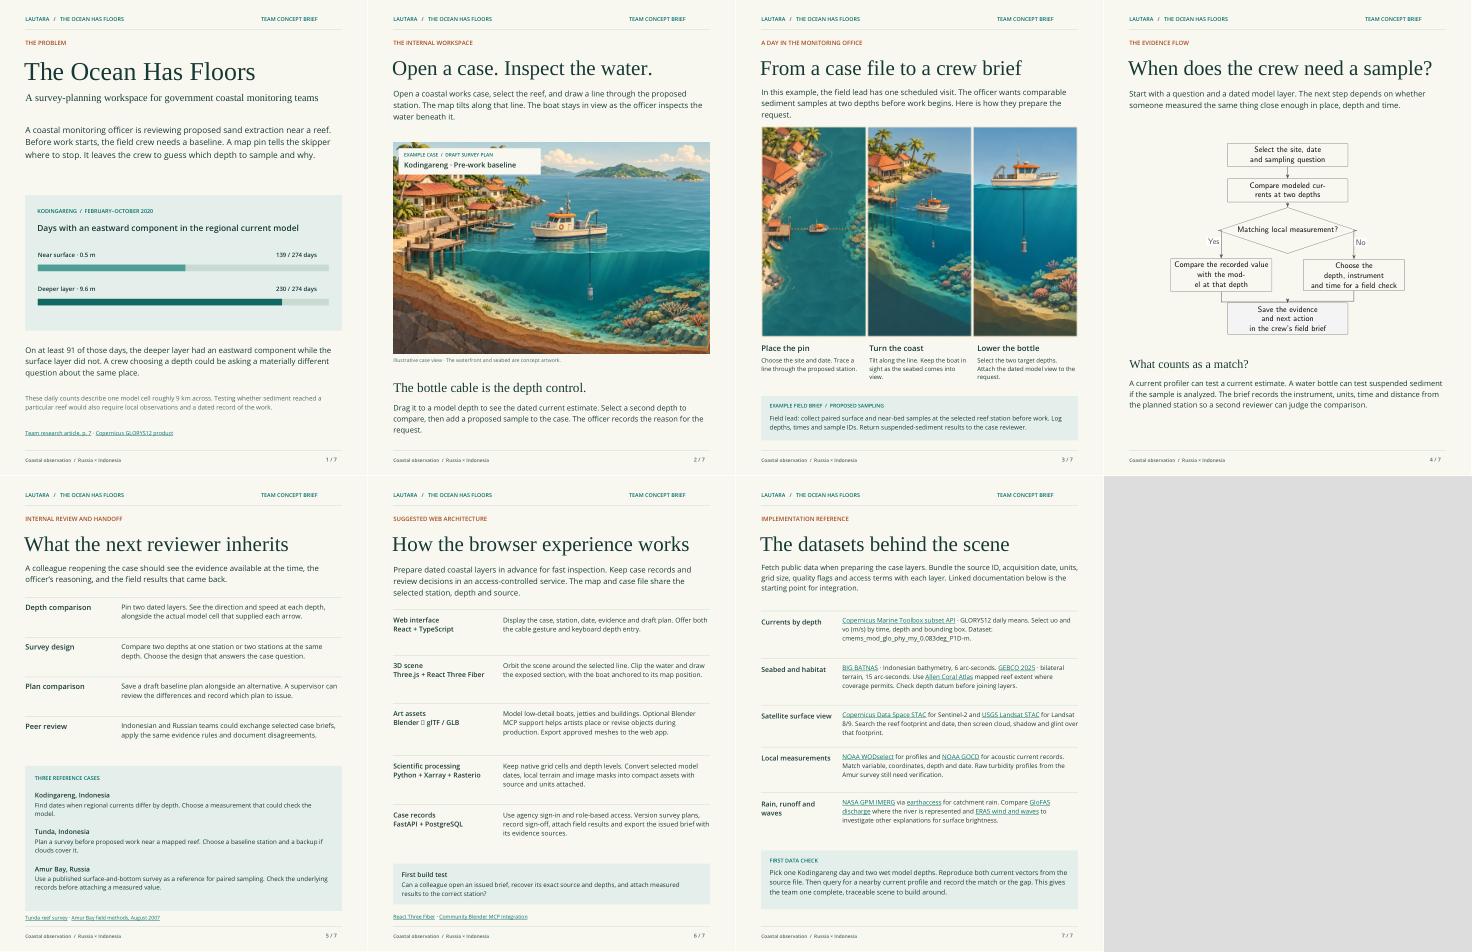 LAUTARA / THE OCEAN HAS FLOORS
TEAM CONCEPT BRIEF
THE PROBLEM
The Ocean Has Floors
A survey-planning workspace for government coastal monitoring teams
A coastal monitoring officer is reviewing proposed sand extraction near a reef.
Before work starts, the field crew needs a baseline. A map pin tells the skipper
where to stop. It leaves the crew to guess which depth to sample and why.
KODINGARENG / FEBRUARY–OCTOBER 2020
Days with an eastward component in the regional current model
Near surface · 0.5 m
139 / 274 days
Deeper layer · 9.6 m
230 / 274 days
On at least 91 of those days, the deeper layer had an eastward component while the
surface layer did not. A crew choosing a depth could be asking a materially different
question about the same place.
These daily counts describe one model cell roughly 9 km across. Testing whether sediment reached a
particular reef would also require local observations and a dated record of the work.
Team research article, p. 7 · Copernicus GLORYS12 product
Coastal observation / Russia × Indonesia
1 / 7
LAUTARA / THE OCEAN HAS FLOORS
TEAM CONCEPT BRIEF
THE INTERNAL WORKSPACE
Open a case. Inspect the water.
Open a coastal works case, select the reef, and draw a line through the proposed
station. The map tilts along that line. The boat stays in view as the officer inspects the
water beneath it.
EXAMPLE CASE / DRAFT SURVEY PLAN
Kodingareng · Pre-work baseline
Illustrative case view · The waterfront and seabed are concept artwork.
The bottle cable is the depth control.
Drag it to a model depth to see the dated current estimate. Select a second depth to
compare, then add a proposed sample to the case. The officer records the reason for the
request.
Coastal observation / Russia × Indonesia
2 / 7
LAUTARA / THE OCEAN HAS FLOORS
TEAM CONCEPT BRIEF
A DAY IN THE MONITORING OFFICE
From a case file to a crew brief
In this example, the field lead has one scheduled visit. The officer wants comparable
sediment samples at two depths before work begins. Here is how they prepare the
request.
Place the pin
Choose the site and date. Trace a
line through the proposed station.
Turn the coast
Tilt along the line. Keep the boat in
sight as the seabed comes into
view.
Lower the bottle
Select the two target depths.
Attach the dated model view to the
request.
EXAMPLE FIELD BRIEF / PROPOSED SAMPLING
Field lead: collect paired surface and near-bed samples at the selected reef station before work. Log
depths, times and sample IDs. Return suspended-sediment results to the case reviewer.
Coastal observation / Russia × Indonesia
3 / 7
LAUTARA / THE OCEAN HAS FLOORS
TEAM CONCEPT BRIEF
THE EVIDENCE FLOW
When does the crew need a sample?
Start with a question and a dated model layer. The next step depends on whether
someone measured the same thing close enough in place, depth and time.
Select the site, date
and sampling question
Compare modeled cur-
rents at two depths
Matching local measurement?
Yes
No
Compare the recorded value
with the mod-
el at that depth
Choose the
depth, instrument
and time for a field check
Save the evidence
and next action
in the crew's field brief
What counts as a match?
A current profiler can test a current estimate. A water bottle can test suspended sediment
if the sample is analyzed. The brief records the instrument, units, time and distance from
the planned station so a second reviewer can judge the comparison.
Coastal observation / Russia × Indonesia
4 / 7
LAUTARA / THE OCEAN HAS FLOORS
TEAM CONCEPT BRIEF
INTERNAL REVIEW AND HANDOFF
What the next reviewer inherits
A colleague reopening the case should see the evidence available at the time, the
officer's reasoning, and the field results that came back.
Depth comparison
Pin two dated layers. See the direction and speed at each depth,
alongside the actual model cell that supplied each arrow.
Survey design
Compare two depths at one station or two stations at the same
depth. Choose the design that answers the case question.
Plan comparison
Save a draft baseline plan alongside an alternative. A supervisor can
review the differences and record which plan to issue.
Peer review
Indonesian and Russian teams could exchange selected case briefs,
apply the same evidence rules and document disagreements.
THREE REFERENCE CASES
Kodingareng, Indonesia
Find dates when regional currents differ by depth. Choose a measurement that could check the
model.
Tunda, Indonesia
Plan a survey before proposed work near a mapped reef. Choose a baseline station and a backup if
clouds cover it.
Amur Bay, Russia
Use a published surface-and-bottom survey as a reference for paired sampling. Check the underlying
records before attaching a measured value.
Tunda reef survey · Amur Bay field methods, August 2007
Coastal observation / Russia × Indonesia
5 / 7
LAUTARA / THE OCEAN HAS FLOORS
TEAM CONCEPT BRIEF
SUGGESTED WEB ARCHITECTURE
How the browser experience works
Prepare dated coastal layers in advance for fast inspection. Keep case records and
review decisions in an access-controlled service. The map and case file share the
selected station, depth and source.
Web interface
React + TypeScript
Display the case, station, date, evidence and draft plan. Offer both
the cable gesture and keyboard depth entry.
3D scene
Three.js + React Three Fiber
Orbit the scene around the selected line. Clip the water and draw
the exposed section, with the boat anchored to its map position.
Art assets
Blender 🡒 glTF / GLB
Model low-detail boats, jetties and buildings. Optional Blender
MCP support helps artists place or revise objects during
production. Export approved meshes to the web app.
Scientific processing
Python + Xarray + Rasterio
Keep native grid cells and depth levels. Convert selected model
dates, local terrain and image masks into compact assets with
source and units attached.
Case records
FastAPI + PostgreSQL
Use agency sign-in and role-based access. Version survey plans,
record sign-off, attach field results and export the issued brief with
its evidence sources.
First build test
Can a colleague open an issued brief, recover its exact source and depths, and attach measured
results to the correct station?
React Three Fiber · Community Blender MCP integration
Coastal observation / Russia × Indonesia
6 / 7
LAUTARA / THE OCEAN HAS FLOORS
TEAM CONCEPT BRIEF
IMPLEMENTATION REFERENCE
The datasets behind the scene
Fetch public data when preparing the case layers. Bundle the source ID, acquisition date, units,
grid size, quality flags and access terms with each layer. Linked documentation below is the
starting point for integration.
Currents by depth
Copernicus Marine Toolbox subset API · GLORYS12 daily means. Select uo and
vo (m/s) by time, depth and bounding box. Dataset:
cmems_mod_glo_phy_my_0.083deg_P1D-m.
Seabed and habitat
BIG BATNAS · Indonesian bathymetry, 6 arc-seconds. GEBCO 2025 · bilateral
terrain, 15 arc-seconds. Use Allen Coral Atlas mapped reef extent where
coverage permits. Check depth datum before joining layers.
Satellite surface view
Copernicus Data Space STAC for Sentinel-2 and USGS Landsat STAC for Landsat
8/9. Search the reef footprint and date, then screen cloud, shadow and glint over
that footprint.
Local measurements
NOAA WODselect for profiles and NOAA GOCD for acoustic current records.
Match variable, coordinates, depth and date. Raw turbidity profiles from the
Amur survey still need verification.
Rain, runoff and
waves
NASA GPM IMERG via earthaccess for catchment rain. Compare GloFAS
discharge where the river is represented and ERA5 wind and waves to
investigate other explanations for surface brightness.
FIRST DATA CHECK
Pick one Kodingareng day and two wet model depths. Reproduce both current vectors from the
source file. Then query for a nearby current profile and record the match or the gap. This gives
the team one complete, traceable scene to build around.
Coastal observation / Russia × Indonesia
7 / 7